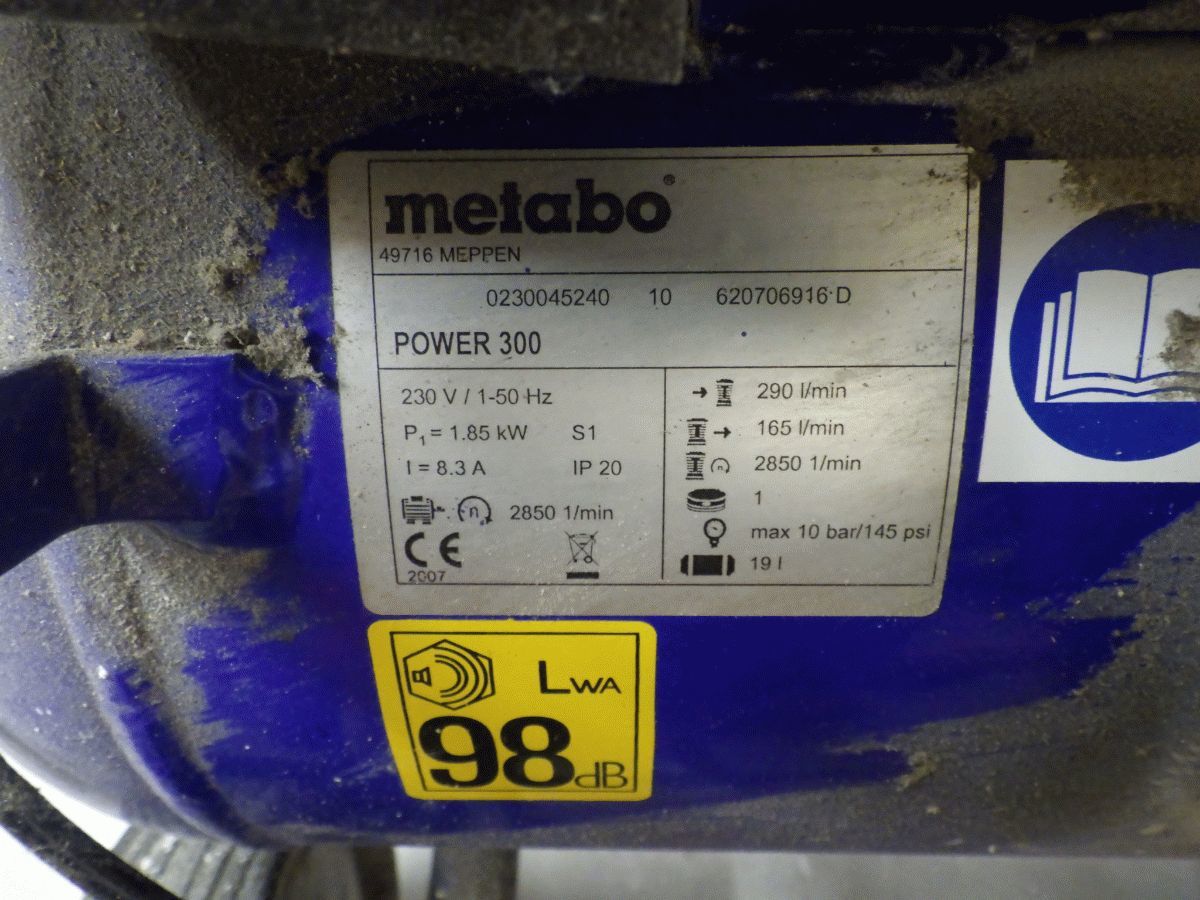 metabo®
49716 MEPPEN
0230045240 10 620706916 D
POWER 300
230 V / 1-50 Hz
P1 = 1.85 kW S1
I = 8.3 A IP 20
n 2850 1/min
CE
2007
290 l/min
165 l/min
n 2850 1/min
1
max 10 bar/145 psi
19 l
LWA
98 dB